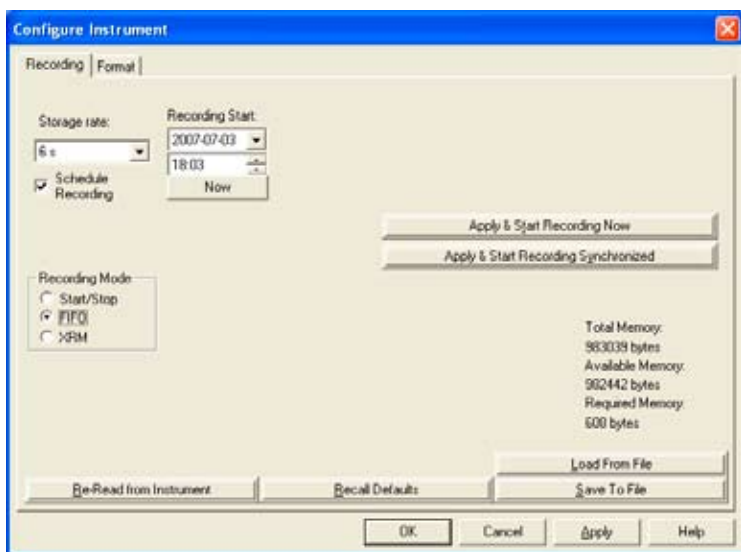 Configure Instrument
Recording
Format
Storage rate:
6 s
Schedule
Recording
Recording Start:
2007-07-03
18:03
Now
Apply & Start Recording Now
Apply & Start Recording Synchronized
Recording Mode
Start/Stop
FIFO
XRM
Total Memory:
983039 bytes
Available Memory:
982442 bytes
Required Memory:
600 bytes
Load From File
Re-Read from Instrument
Recall Defaults
Save To File
OK
Cancel
Apply
Help